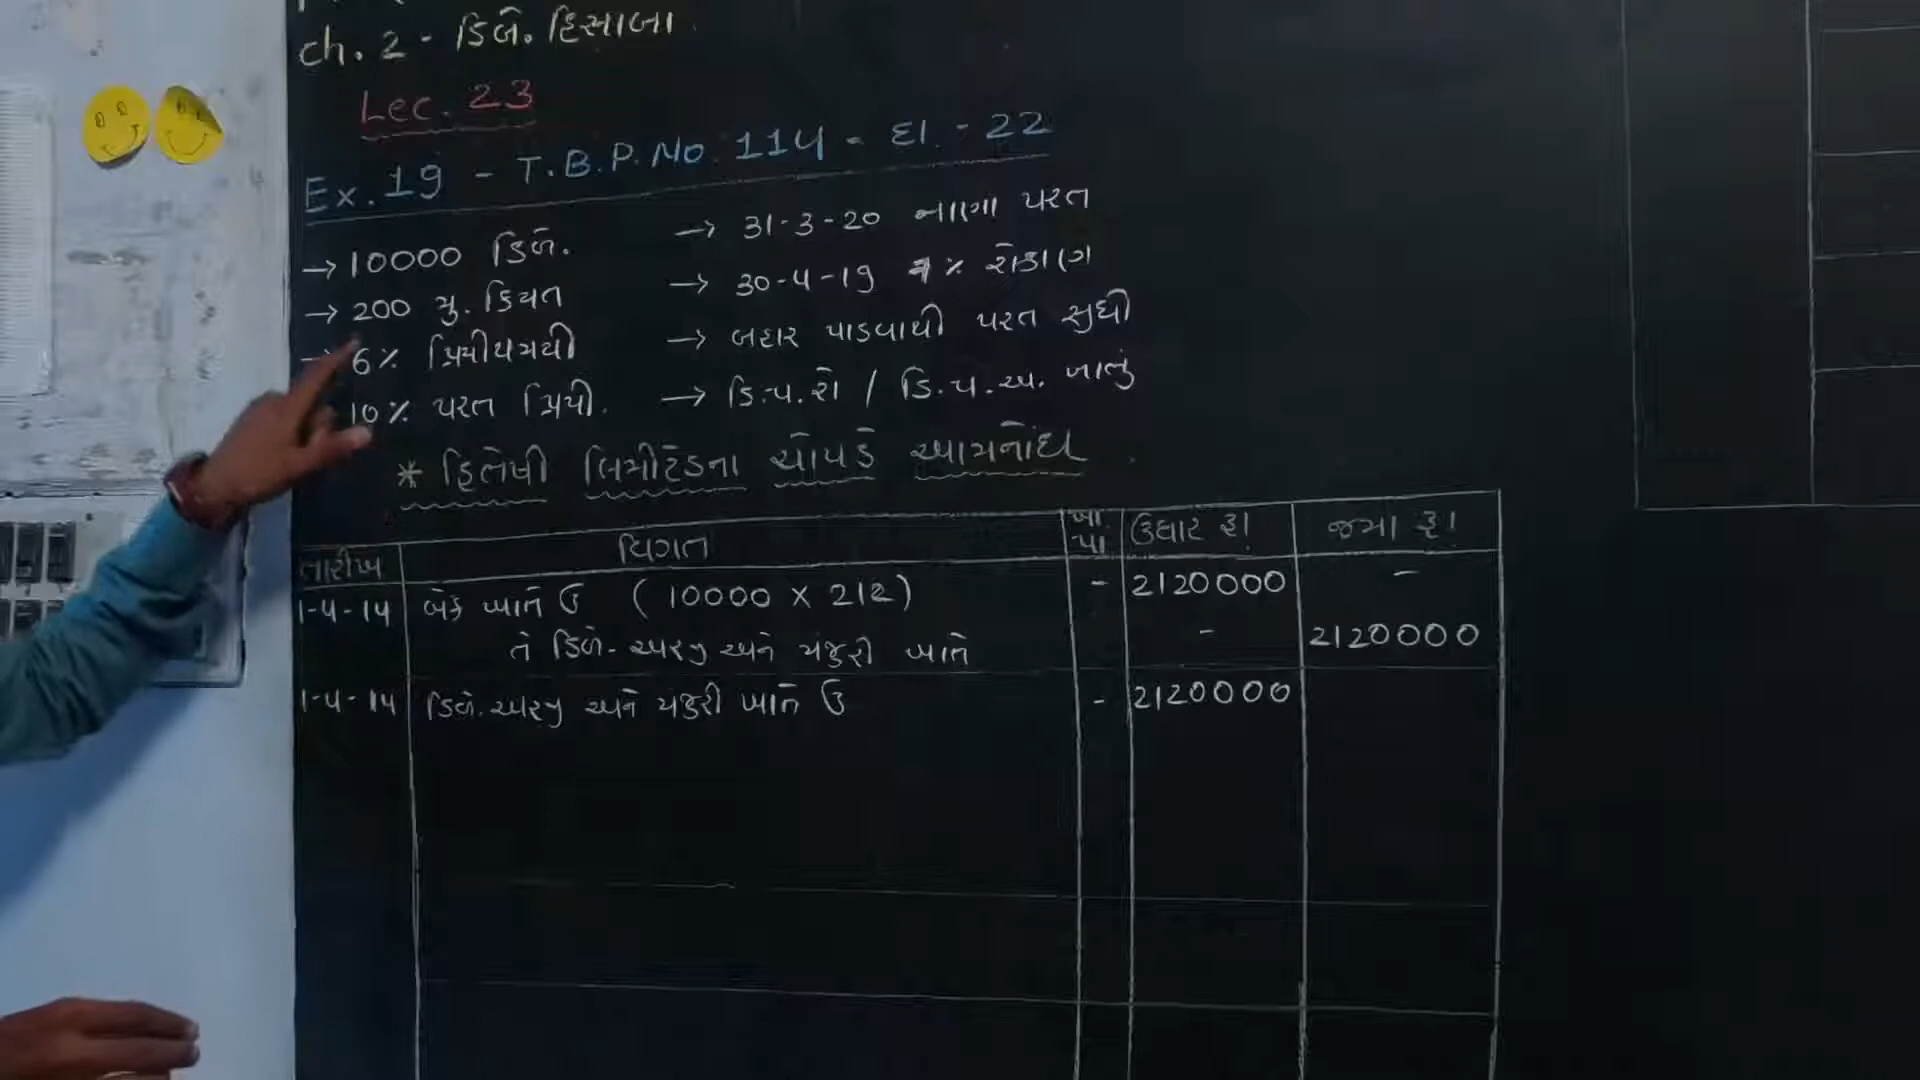 ch. 2 - ડિબે. હિસાબો
Lec. 23
Ex. 19 - T.B.P. No. 114 - દા. - 22
→ 10000 ડિબે.
→ 31-3-20 નાણા પરત
→ 200 મુ. કિંમત
→ 30-4-19 % રોકાણ
→ 6% પ્રિમીયમથી
→ બહાર પાડવાથી પરત સુધી
10% પરત પ્રિમી.
→ ડિ.પ.રો / ડિ.પ.અ. ખાતું
* હિતેષી લિમીટેડના ચોપડે આમનોંધ
તારીખ વિગત ખા. પા ઉધાર રૂ। જમા રૂ।
1-4-14 બેંક ખાતે ઉ ( 10000 X 212 ) - 2120000 -
તે ડિબે. અરજી અને મંજુરી ખાતે - 2120000
1-4-14 ડિબે. અરજી અને મંજુરી ખાતે ઉ - 2120000